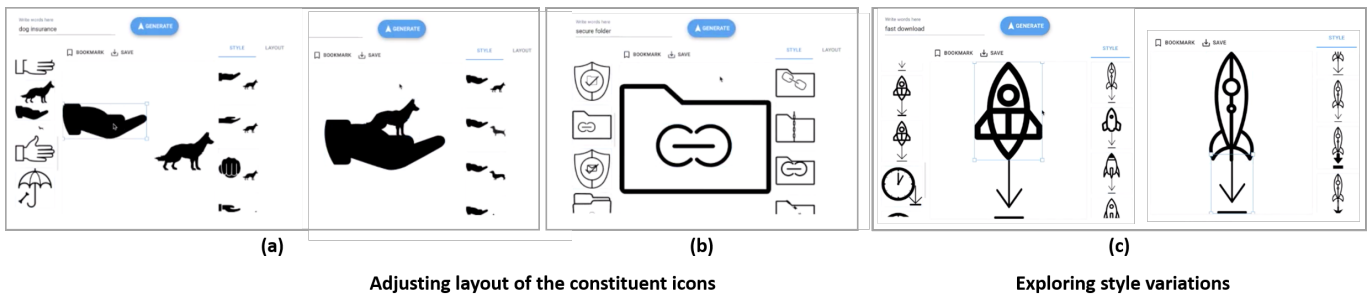 Write words here
dog insurance
GENERATE
BOOKMARK SAVE
STYLE LAYOUT
GENERATE
BOOKMARK SAVE
STYLE LAYOUT
Write words here
secure folder
GENERATE
BOOKMARK SAVE
STYLE LAYOUT
Write words here
fast download
GENERATE
BOOKMARK SAVE
STYLE
BOOKMARK SAVE
STYLE
(a)
(b)
(c)
Adjusting layout of the constituent icons
Exploring style variations